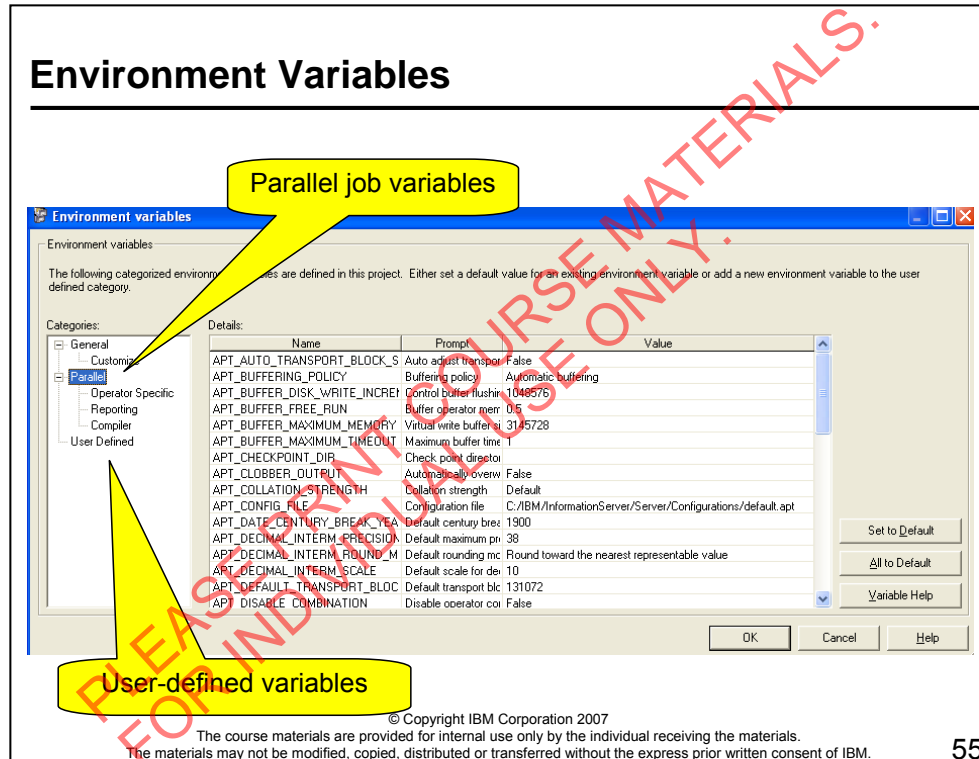 Environment Variables
Parallel job variables
Environment variables
Environment variables
The following categorized are defined in this project. Either set a default value for an existing environment variable or add a new environment variable to the user
defined category.
Categories:
Details:
General
Parallel
Operator Specific
Reporting
Compiler
User Defined
Name Prompt Value
APT_AUTO_TRANSPORT_BLOCK_S Auto adjust transpor False
APT_BUFFERING_POLICY Buffering policy Automatic buffering
APT_BUFFER_DISK_WRITE_INCREM Control buffer flushin 1048576
APT_BUFFER_FREE_RUN Buffer operator mem 0.5
APT_BUFFER_MAXIMUM_MEMORY Virtual write buffer si 3145728
APT_BUFFER_MAXIMUM_TIMEOUT Maximum buffer time 1
APT_CHECKPOINT_DIR Check point director
APT_CLOBBER_OUTPUT Automatically overw False
APT_COLLATION_STRENGTH Collation strength Default
APT_CONFIG_FILE Configuration file C:/IBM/InformationServer/Server/Configurations/default.apt
APT_DATE_CENTURY_BREAK_YEA Default century brea 1900
APT_DECIMAL_INTERM_PRECISION Default maximum pre 38
APT_DECIMAL_INTERM_ROUND_M Default rounding mo Round toward the nearest representable value
APT_DECIMAL_INTERM_SCALE Default scale for dec 10
APT_DEFAULT_TRANSPORT_BLOC Default transport blc 131072
APT_DISABLE_COMBINATION Disable operator co False
Set to Default
All to Default
Variable Help
OK Cancel Help
User-defined variables
PLEASE PRINT COURSE MATERIALS.
FOR INDIVIDUAL USE ONLY.
© Copyright IBM Corporation 2007
The course materials are provided for internal use only by the individual receiving the materials.
The materials may not be modified, copied, distributed or transferred without the express prior written consent of IBM.
55